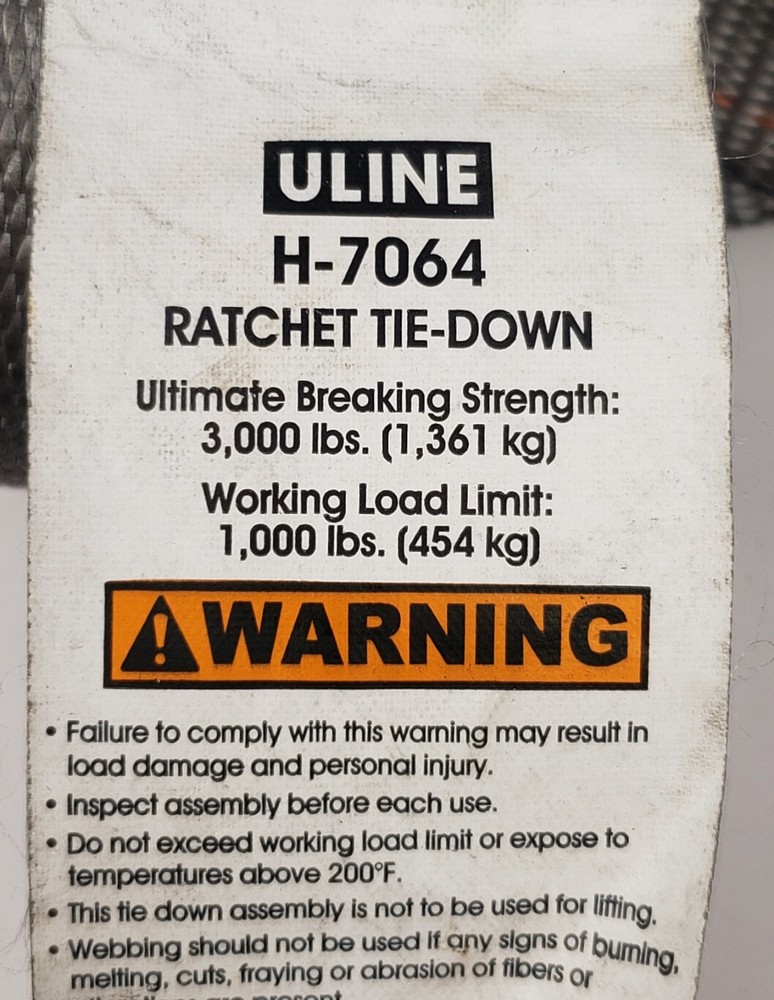 ULINE
H-7064
RATCHET TIE-DOWN
Ultimate Breaking Strength:
3,000 lbs. (1,361 kg)
Working Load Limit:
1,000 lbs. (454 kg)
WARNING
• Failure to comply with this warning may result in
load damage and personal injury.
• Inspect assembly before each use.
• Do not exceed working load limit or expose to
temperatures above 200°F.
• This tie down assembly is not to be used for lifting.
• Webbing should not be used if any signs of burning,
melting, cuts, fraying or abrasion of fibers or